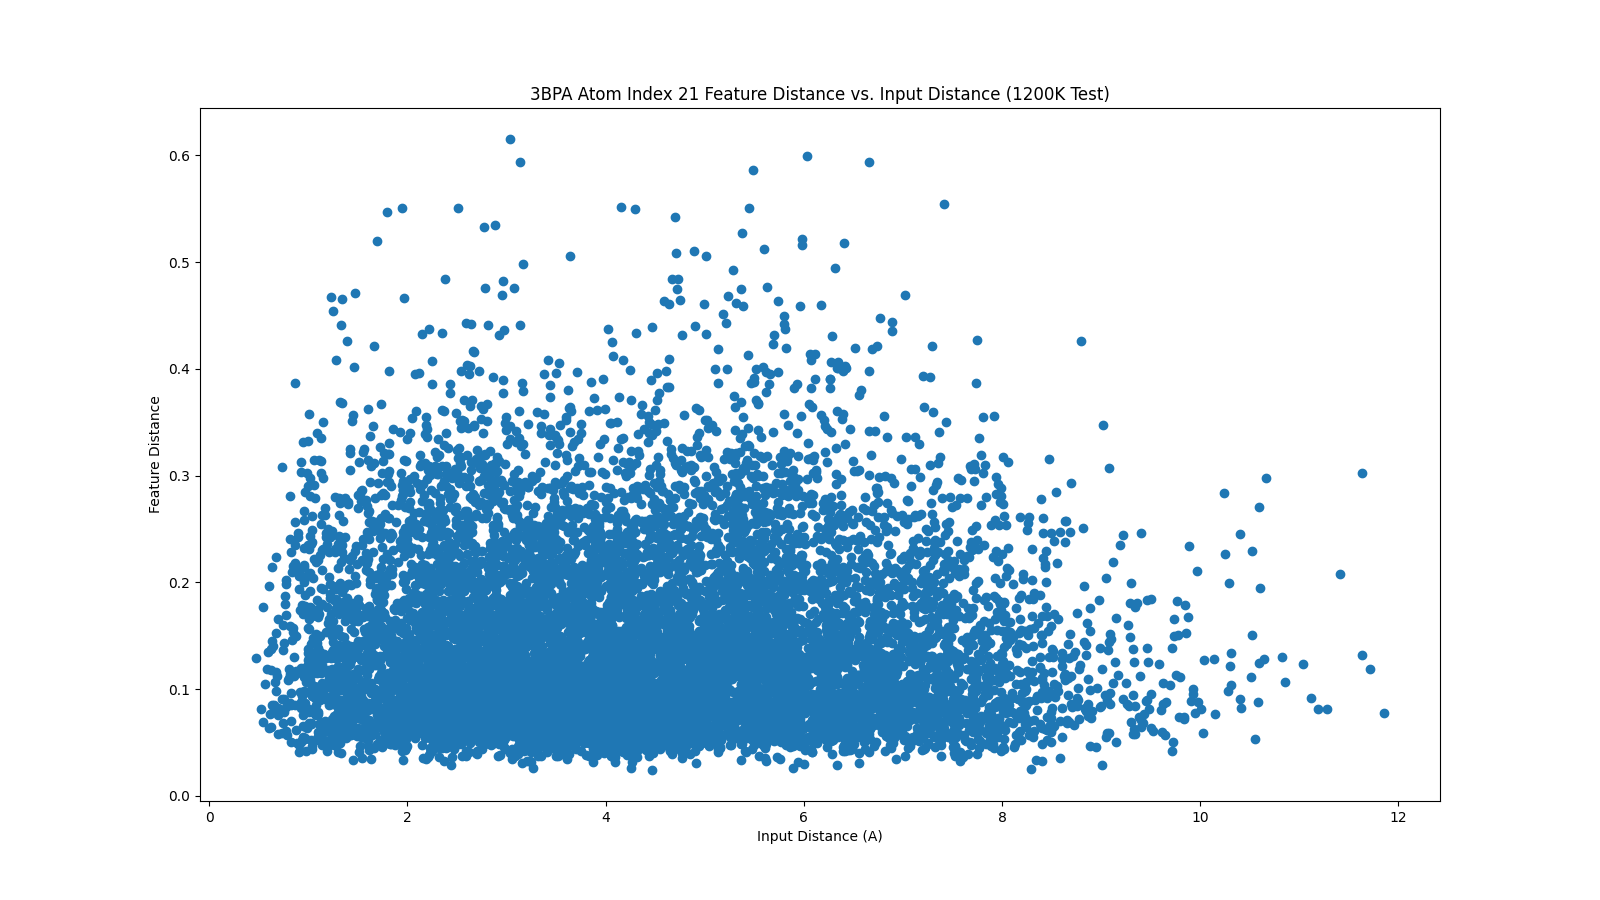 3BPA Atom Index 21 Feature Distance vs. Input Distance (1200K Test)
Feature Distance
0.6
0.5
0.4
0.3
0.2
0.1
0.0
0 2 4 6 8 10 12
Input Distance (A)